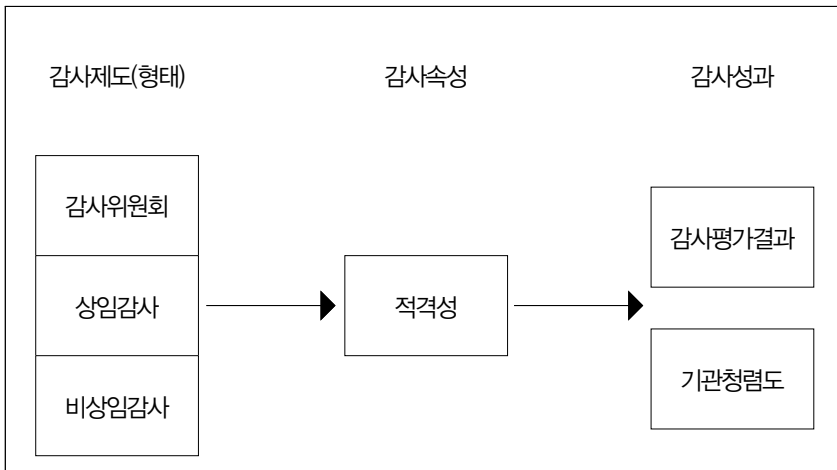 감사제도(형태)
감사속성
감사성과
감사위원회
상임감사
비상임감사
적격성
감사평가결과
기관청렴도